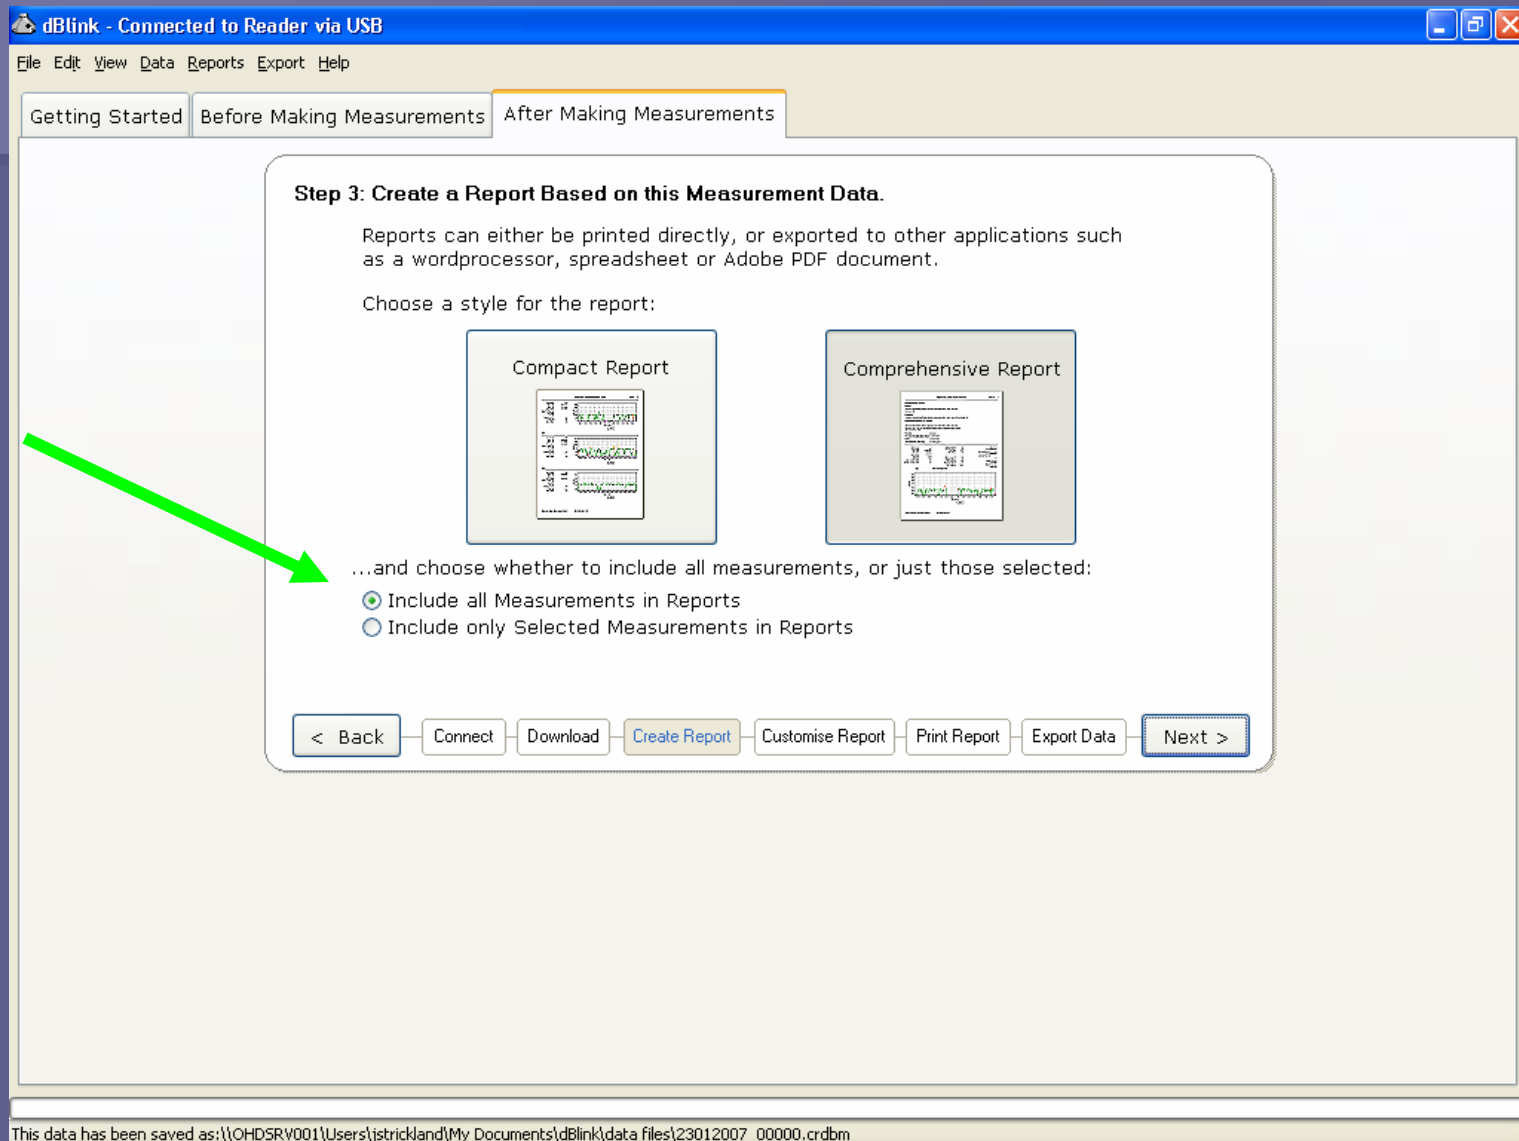 dBlink - Connected to Reader via USB
File Edit View Data Reports Export Help
Getting Started Before Making Measurements After Making Measurements
Step 3: Create a Report Based on this Measurement Data.
Reports can either be printed directly, or exported to other applications such
as a wordprocessor, spreadsheet or Adobe PDF document.
Choose a style for the report:
Compact Report Comprehensive Report
...and choose whether to include all measurements, or just those selected:
Include all Measurements in Reports
Include only Selected Measurements in Reports
< Back Connect Download Create Report Customise Report Print Report Export Data Next >
This data has been saved as:\\OHDSRV001\Users\jstrickland\My Documents\dBlink\data files\23012007_00000.crdbm